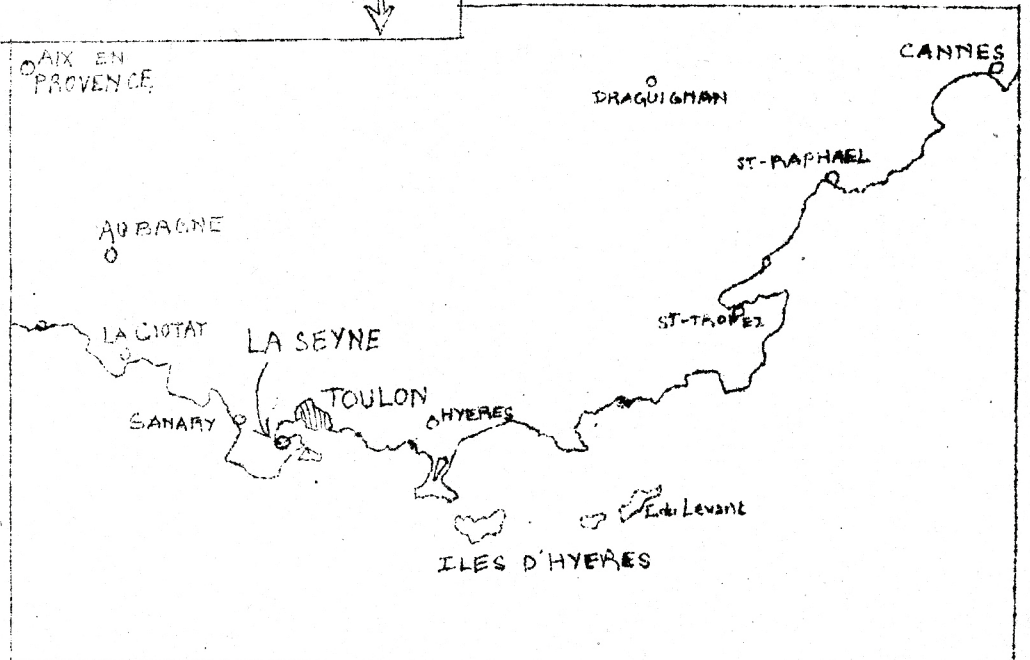 AIX EN
PROVENCE
CANNES
DRAGUIGNAN
ST-RAPHAEL
AUBAGNE
ST-TROPEZ
LA CIOTAT
LA SEYNE
TOULON
HYERES
SANARY
I. du Levant
ILES D'HYERES